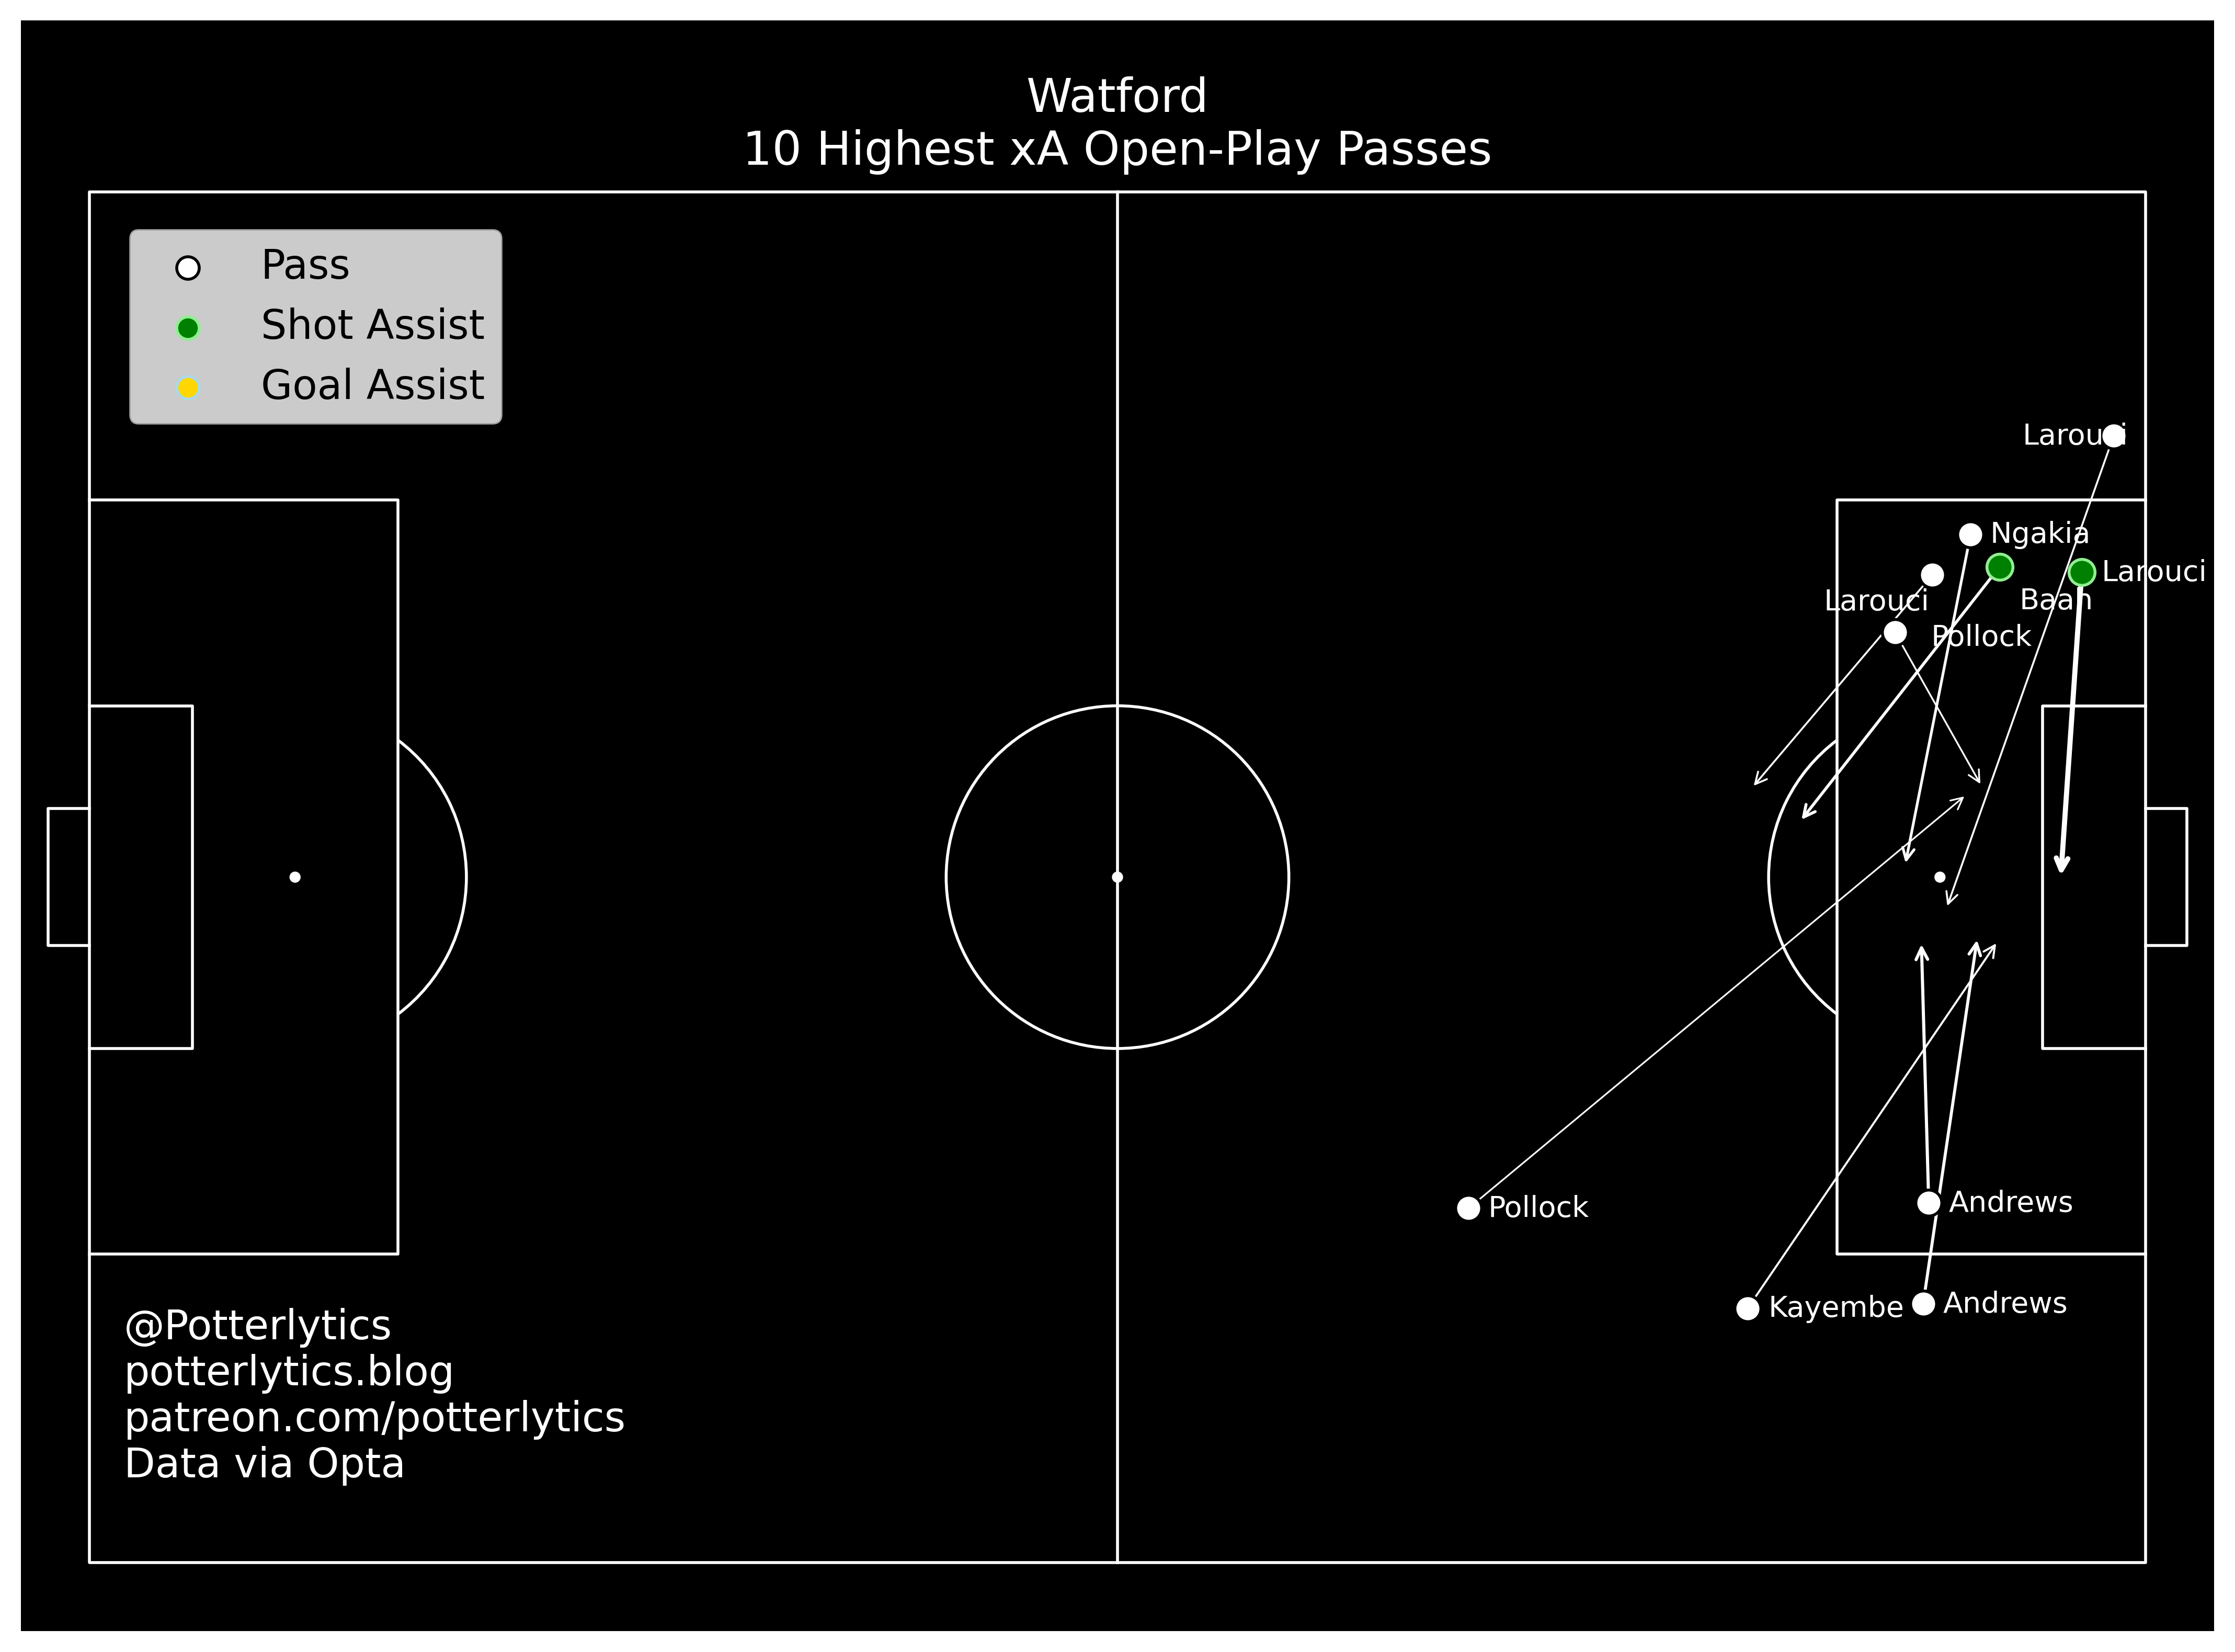 Watford
10 Highest xA Open-Play Passes
Pass
Shot Assist
Goal Assist
Larouci
Ngakia
Larouci
Larouci
Baah
Pollock
Pollock
Andrews
Kayembe
Andrews
@Potterlytics
potterlytics.blog
patreon.com/potterlytics
Data via Opta